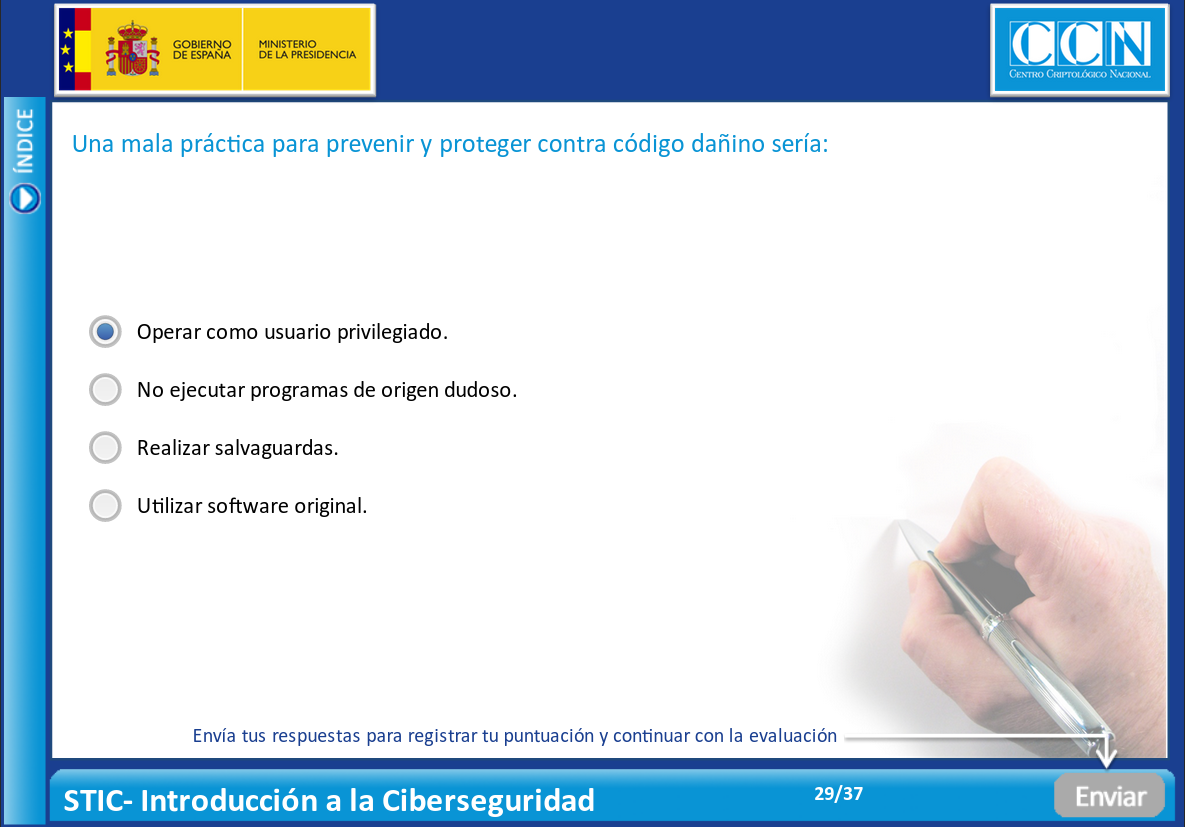 GOBIERNO
DE ESPAÑA
MINISTERIO
DE LA PRESIDENCIA
CCN
CENTRO CRIPTOLÓGICO NACIONAL
ÍNDICE
Una mala práctica para prevenir y proteger contra código dañino sería:
Operar como usuario privilegiado.
No ejecutar programas de origen dudoso.
Realizar salvaguardas.
Utilizar software original.
Envía tus respuestas para registrar tu puntuación y continuar con la evaluación
STIC- Introducción a la Ciberseguridad
29/37
Enviar